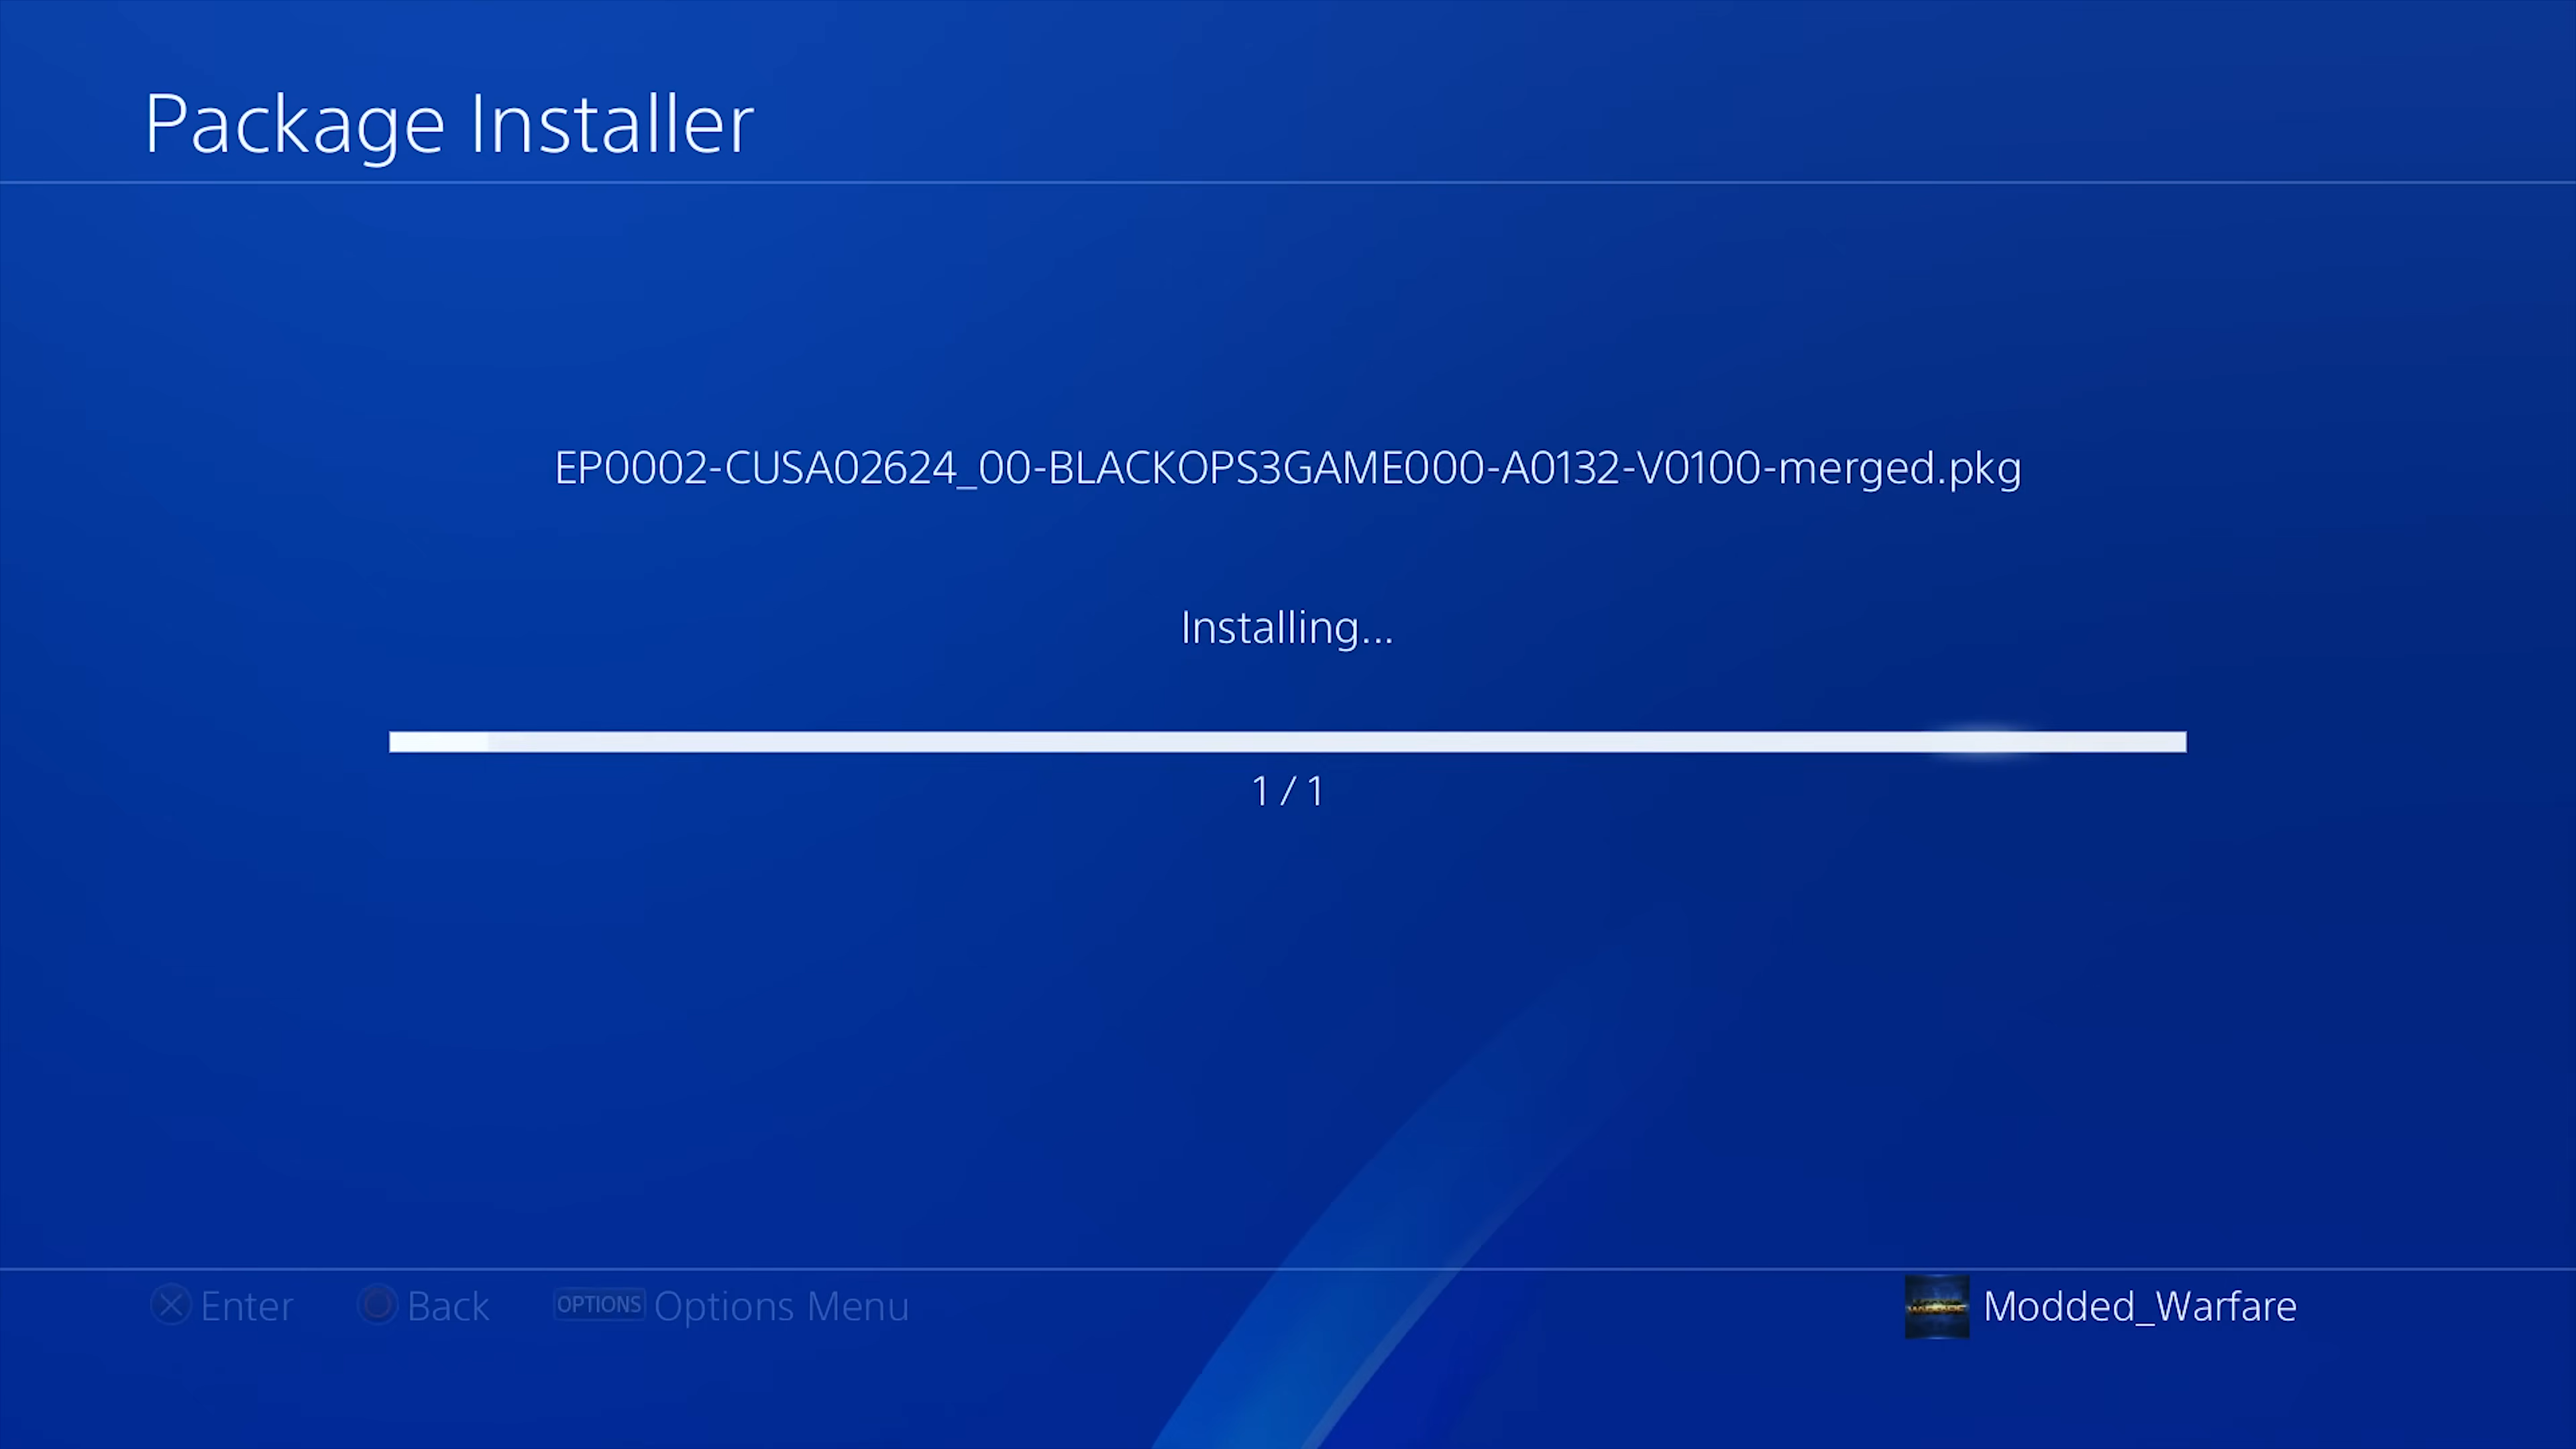 Package Installer
EP0002-CUSA02624_00-BLACKOPS3GAME000-A0132-V0100-merged.pkg
Installing...
1 / 1
Enter Back OPTIONS Options Menu Modded_Warfare